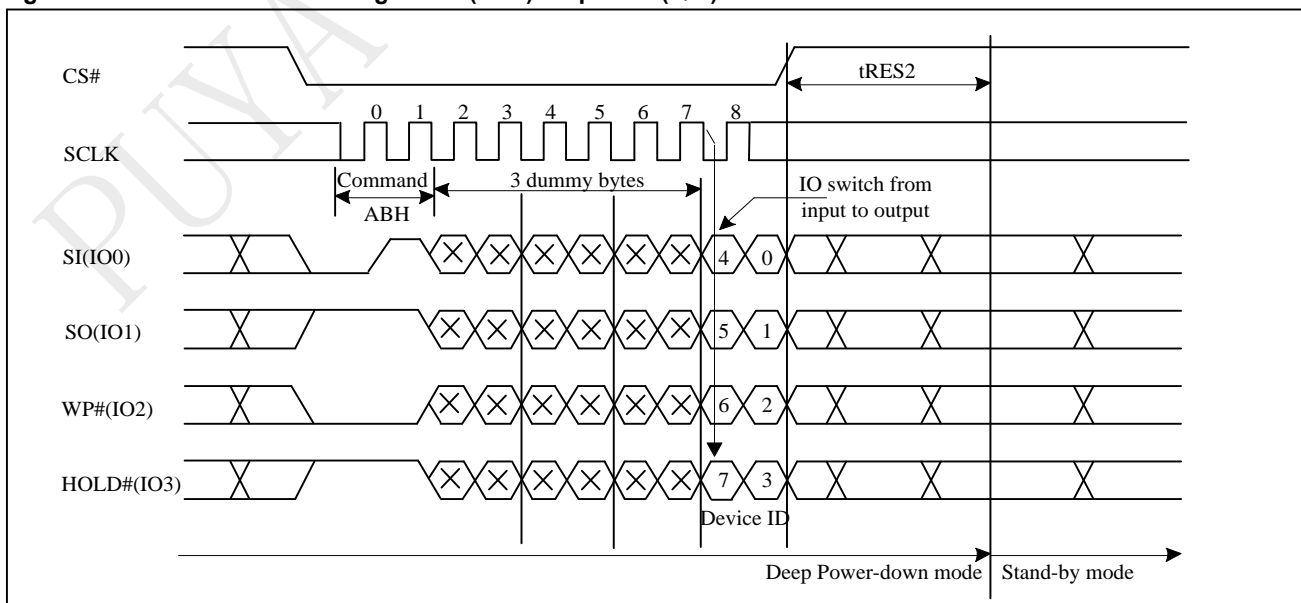 PUYA
CS#
tRES2
0 1 2 3 4 5 6 7 8
SCLK
Command
3 dummy bytes
IO switch from
input to output
ABH
SI(IO0)
4 0
SO(IO1)
5 1
WP#(IO2)
6 2
HOLD#(IO3)
7 3
Device ID
Deep Power-down mode
Stand-by mode